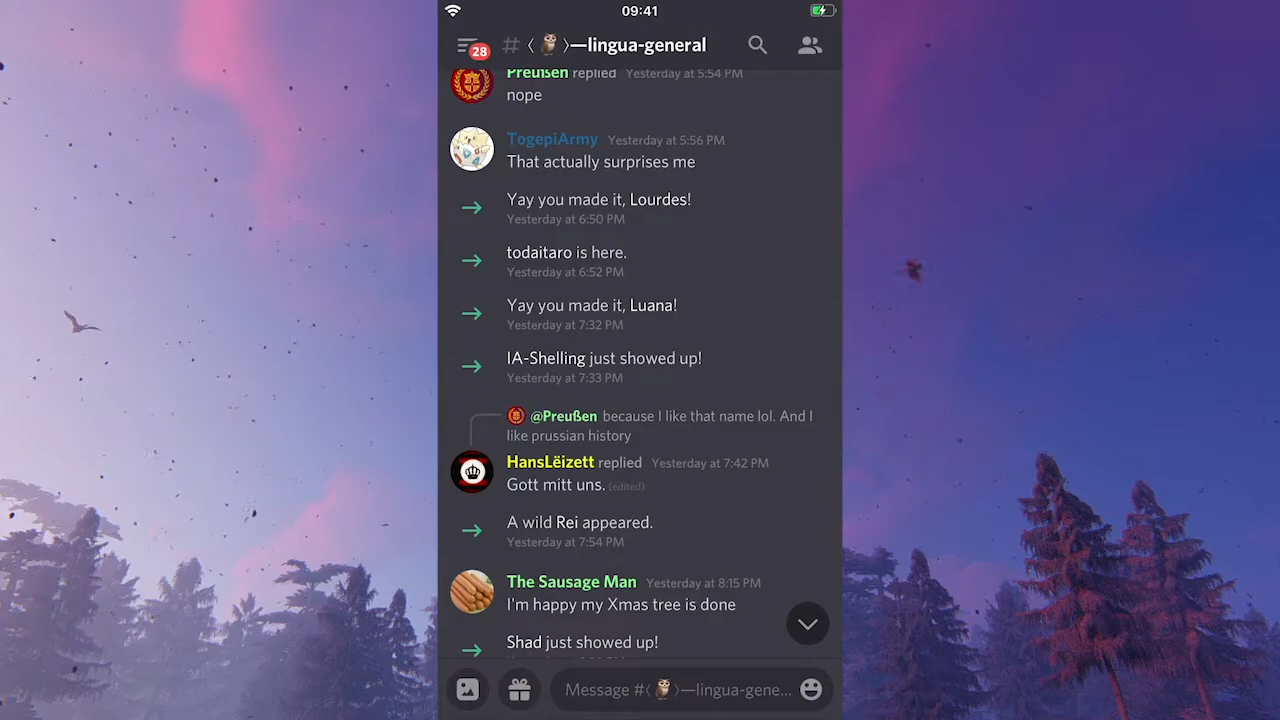 09:41
28
# 〈🦉〉—lingua-general
Preußen replied Yesterday at 5:54 PM
nope
TogepiArmy Yesterday at 5:56 PM
That actually surprises me
Yay you made it, Lourdes!
Yesterday at 6:50 PM
todaitaro is here.
Yesterday at 6:52 PM
Yay you made it, Luana!
Yesterday at 7:32 PM
IA-Shelling just showed up!
Yesterday at 7:33 PM
@Preußen because I like that name lol. And I
like prussian history
HansLëizett replied Yesterday at 7:42 PM
Gott mitt uns. (edited)
A wild Rei appeared.
Yesterday at 7:54 PM
The Sausage Man Yesterday at 8:15 PM
I'm happy my Xmas tree is done
Shad just showed up!
Message #〈🦉〉—lingua-gene...